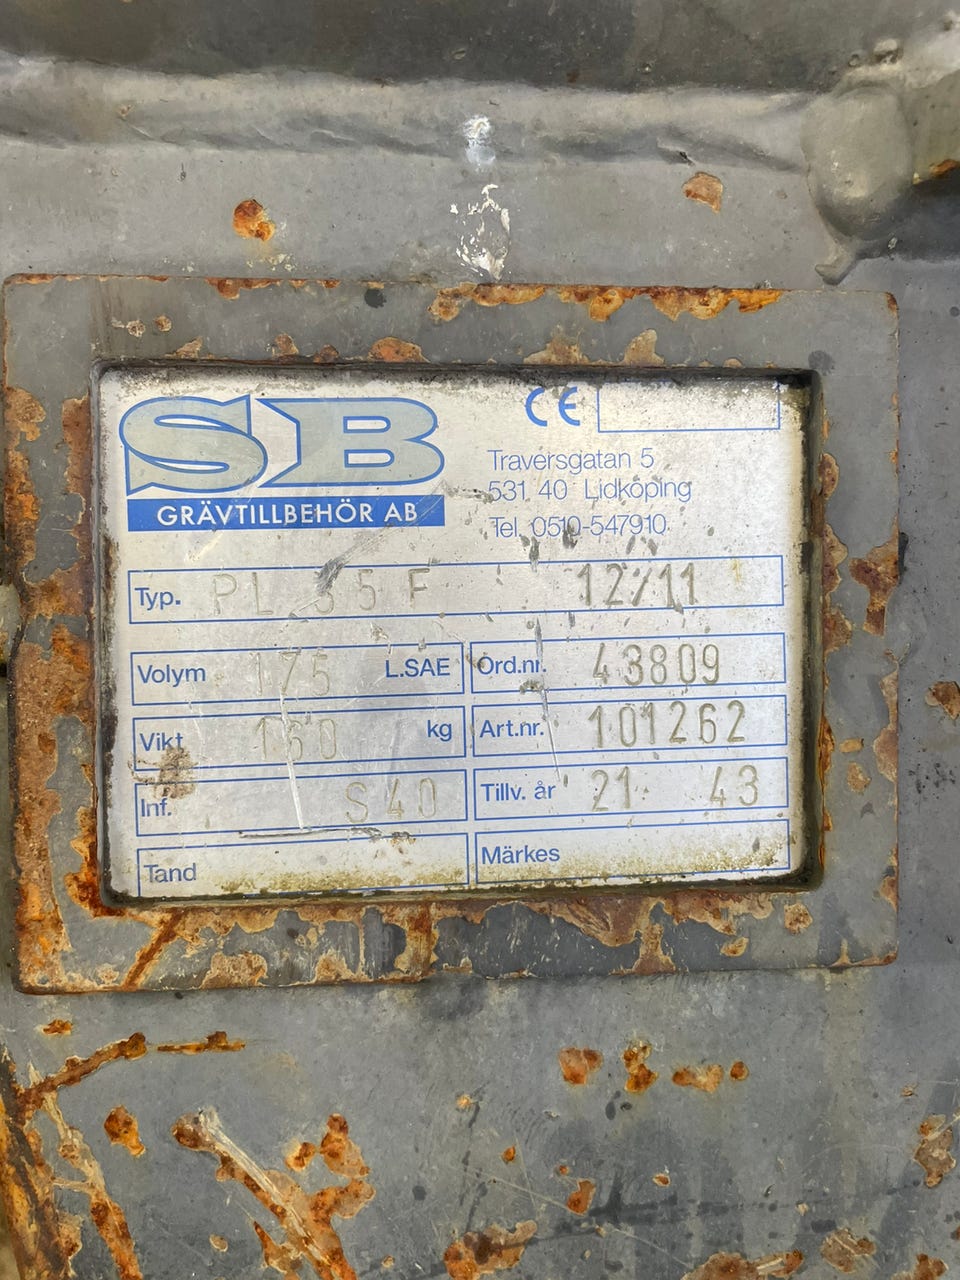 SB
GRÄVTILLBEHÖR AB
CE
Traversgatan 5
531 40 Lidköping
Tel. 0510-547910
Typ. PL 35 F 12/11
Volym 175 L.SAE Ord.nr. 43809
Vikt 160 kg Art.nr. 101262
Inf. S40 Tillv. år 21 43
Tand Märkes